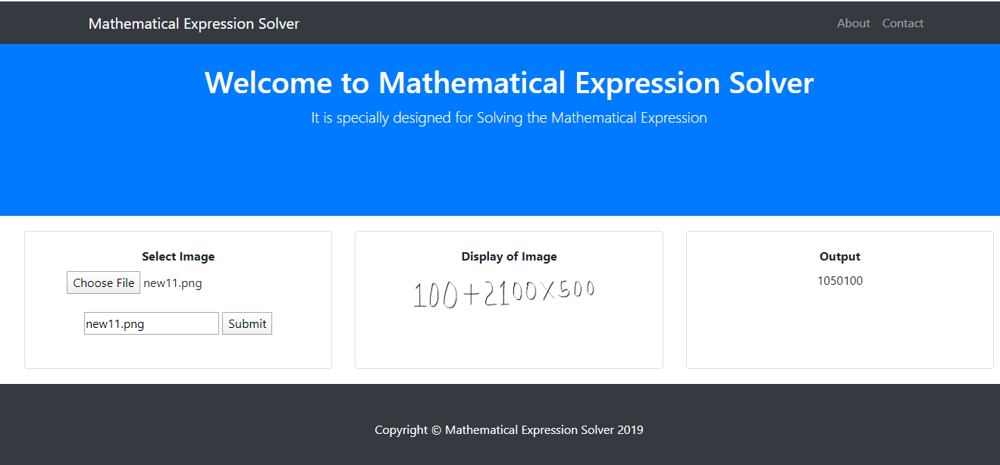 Mathematical Expression Solver
About Contact
Welcome to Mathematical Expression Solver
It is specially designed for Solving the Mathematical Expression
Select Image
Choose File new11.png
new11.png Submit
Display of Image
100+2100X500
Output
1050100
Copyright © Mathematical Expression Solver 2019